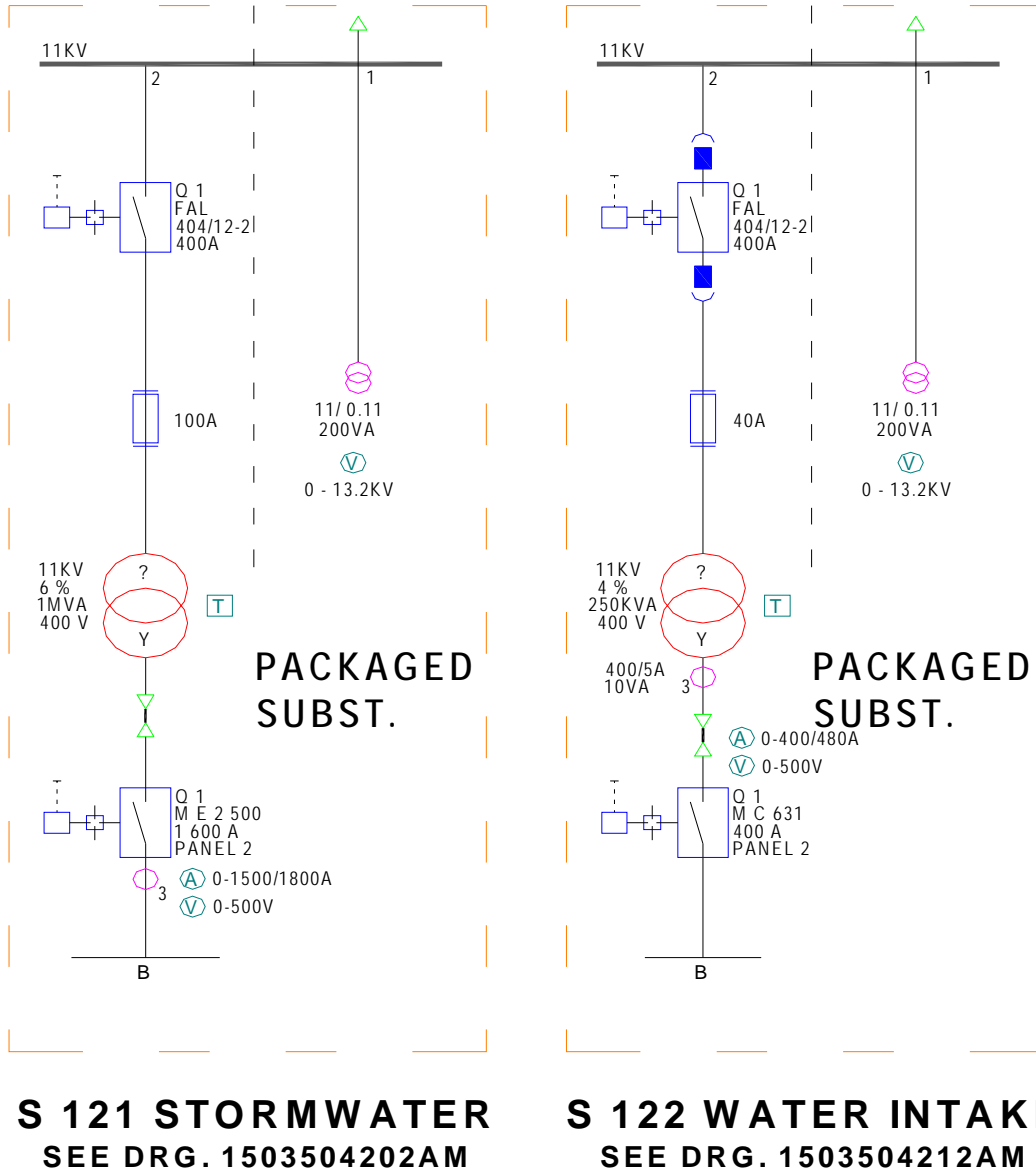 11KV
2
1
Q 1
FAL
404/12-2
400A
100A
11/ 0.11
200VA
V
0 - 13.2KV
11KV
6 %
1MVA
400 V
?
Y
T
PACKAGED
SUBST.
Q 1
M E 2 500
1 600 A
PANEL 2
3
A 0-1500/1800A
V 0-500V
B
S 121 STORMWATER
SEE DRG. 1503504202AM
11KV
2
1
Q 1
FAL
404/12-2
400A
40A
11/ 0.11
200VA
V
0 - 13.2KV
11KV
4 %
250KVA
400 V
?
Y
T
400/5A
10VA
3
PACKAGED
SUBST.
A 0-400/480A
V 0-500V
Q 1
M C 631
400 A
PANEL 2
B
S 122 WATER INTAK
SEE DRG. 1503504212AM